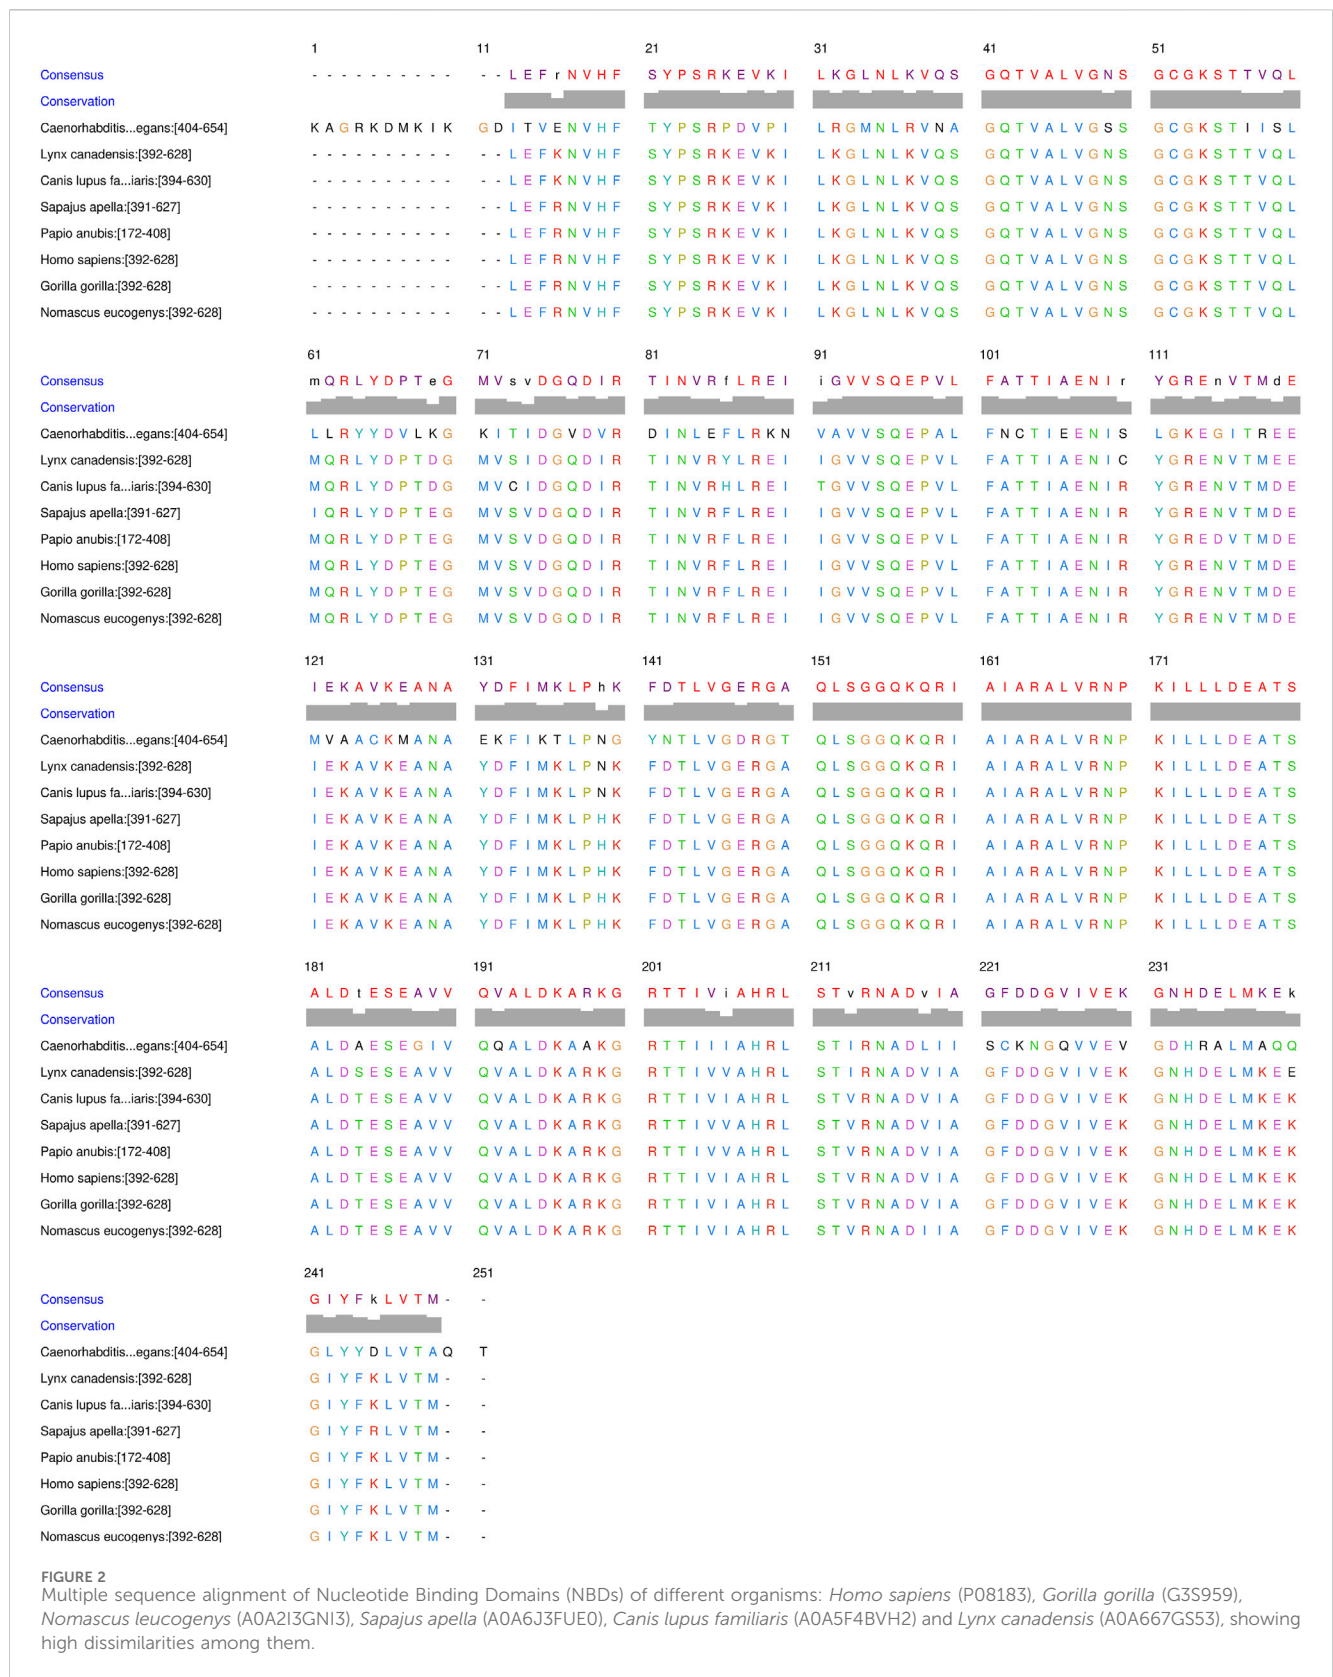 1 11 21 31 41 51
Consensus - - - - - - - - - - - - L E F r N V H F S Y P S R K E V K I L K G L N L K V Q S G Q T V A L V G N S G C G K S T T V Q L
Conservation
Caenorhabditis...egans:[404-654] K A G R K D M K I K G D I T V E N V H F T Y P S R P D V P I L R G M N L R V N A G Q T V A L V G S S G C G K S T I I S L
Lynx canadensis:[392-628] - - - - - - - - - - - - L E F K N V H F S Y P S R K E V K I L K G L N L K V Q S G Q T V A L V G N S G C G K S T T V Q L
Canis lupus fa...iaris:[394-630] - - - - - - - - - - - - L E F K N V H F S Y P S R K E V K I L K G L N L K V Q S G Q T V A L V G N S G C G K S T T V Q L
Sapajus apella:[391-627] - - - - - - - - - - - - L E F R N V H F S Y P S R K E V K I L K G L N L K V Q S G Q T V A L V G N S G C G K S T T V Q L
Papio anubis:[172-408] - - - - - - - - - - - - L E F R N V H F S Y P S R K E V K I L K G L N L K V Q S G Q T V A L V G N S G C G K S T T V Q L
Homo sapiens:[392-628] - - - - - - - - - - - - L E F R N V H F S Y P S R K E V K I L K G L N L K V Q S G Q T V A L V G N S G C G K S T T V Q L
Gorilla gorilla:[392-628] - - - - - - - - - - - - L E F R N V H F S Y P S R K E V K I L K G L N L K V Q S G Q T V A L V G N S G C G K S T T V Q L
Nomascus eucogenys:[392-628] - - - - - - - - - - - - L E F R N V H F S Y P S R K E V K I L K G L N L K V Q S G Q T V A L V G N S G C G K S T T V Q L
61 71 81 91 101 111
Consensus m Q R L Y D P T e G M V s v D G Q D I R T I N V R f L R E I i G V V S Q E P V L F A T T I A E N I r Y G R E n V T M d E
Conservation
Caenorhabditis...egans:[404-654] L L R Y Y D V L K G K I T I D G V D V R D I N L E F L R K N V A V V S Q E P A L F N C T I E E N I S L G K E G I T R E E
Lynx canadensis:[392-628] M Q R L Y D P T D G M V S I D G Q D I R T I N V R Y L R E I I G V V S Q E P V L F A T T I A E N I C Y G R E N V T M E E
Canis lupus fa...iaris:[394-630] M Q R L Y D P T D G M V C I D G Q D I R T I N V R H L R E I T G V V S Q E P V L F A T T I A E N I R Y G R E N V T M D E
Sapajus apella:[391-627] I Q R L Y D P T E G M V S V D G Q D I R T I N V R F L R E I I G V V S Q E P V L F A T T I A E N I R Y G R E N V T M D E
Papio anubis:[172-408] M Q R L Y D P T E G M V S V D G Q D I R T I N V R F L R E I I G V V S Q E P V L F A T T I A E N I R Y G R E D V T M D E
Homo sapiens:[392-628] M Q R L Y D P T E G M V S V D G Q D I R T I N V R F L R E I I G V V S Q E P V L F A T T I A E N I R Y G R E N V T M D E
Gorilla gorilla:[392-628] M Q R L Y D P T E G M V S V D G Q D I R T I N V R F L R E I I G V V S Q E P V L F A T T I A E N I R Y G R E N V T M D E
Nomascus eucogenys:[392-628] M Q R L Y D P T E G M V S V D G Q D I R T I N V R F L R E I I G V V S Q E P V L F A T T I A E N I R Y G R E N V T M D E
121 131 141 151 161 171
Consensus I E K A V K E A N A Y D F I M K L P h K F D T L V G E R G A Q L S G G Q K Q R I A I A R A L V R N P K I L L L D E A T S
Conservation
Caenorhabditis...egans:[404-654] M V A A C K M A N A E K F I K T L P N G Y N T L V G D R G T Q L S G G Q K Q R I A I A R A L V R N P K I L L L D E A T S
Lynx canadensis:[392-628] I E K A V K E A N A Y D F I M K L P N K F D T L V G E R G A Q L S G G Q K Q R I A I A R A L V R N P K I L L L D E A T S
Canis lupus fa...iaris:[394-630] I E K A V K E A N A Y D F I M K L P N K F D T L V G E R G A Q L S G G Q K Q R I A I A R A L V R N P K I L L L D E A T S
Sapajus apella:[391-627] I E K A V K E A N A Y D F I M K L P H K F D T L V G E R G A Q L S G G Q K Q R I A I A R A L V R N P K I L L L D E A T S
Papio anubis:[172-408] I E K A V K E A N A Y D F I M K L P H K F D T L V G E R G A Q L S G G Q K Q R I A I A R A L V R N P K I L L L D E A T S
Homo sapiens:[392-628] I E K A V K E A N A Y D F I M K L P H K F D T L V G E R G A Q L S G G Q K Q R I A I A R A L V R N P K I L L L D E A T S
Gorilla gorilla:[392-628] I E K A V K E A N A Y D F I M K L P H K F D T L V G E R G A Q L S G G Q K Q R I A I A R A L V R N P K I L L L D E A T S
Nomascus eucogenys:[392-628] I E K A V K E A N A Y D F I M K L P H K F D T L V G E R G A Q L S G G Q K Q R I A I A R A L V R N P K I L L L D E A T S
181 191 201 211 221 231
Consensus A L D t E S E A V V Q V A L D K A R K G R T T I V i A H R L S T v R N A D v I A G F D D G V I V E K G N H D E L M K E k
Conservation
Caenorhabditis...egans:[404-654] A L D A E S E G I V Q Q A L D K A A K G R T T I I I A H R L S T I R N A D L I I S C K N G Q V V E V G D H R A L M A Q Q
Lynx canadensis:[392-628] A L D S E S E A V V Q V A L D K A R K G R T T I V V A H R L S T I R N A D V I A G F D D G V I V E K G N H D E L M K E E
Canis lupus fa...iaris:[394-630] A L D T E S E A V V Q V A L D K A R K G R T T I V I A H R L S T V R N A D V I A G F D D G V I V E K G N H D E L M K E K
Sapajus apella:[391-627] A L D T E S E A V V Q V A L D K A R K G R T T I V V A H R L S T V R N A D V I A G F D D G V I V E K G N H D E L M K E K
Papio anubis:[172-408] A L D T E S E A V V Q V A L D K A R K G R T T I V V A H R L S T V R N A D V I A G F D D G V I V E K G N H D E L M K E K
Homo sapiens:[392-628] A L D T E S E A V V Q V A L D K A R K G R T T I V I A H R L S T V R N A D V I A G F D D G V I V E K G N H D E L M K E K
Gorilla gorilla:[392-628] A L D T E S E A V V Q V A L D K A R K G R T T I V I A H R L S T V R N A D V I A G F D D G V I V E K G N H D E L M K E K
Nomascus eucogenys:[392-628] A L D T E S E A V V Q V A L D K A R K G R T T I V I A H R L S T V R N A D I I A G F D D G V I V E K G N H D E L M K E K
241 251
Consensus G I Y F k L V T M - -
Conservation
Caenorhabditis...egans:[404-654] G L Y Y D L V T A Q T
Lynx canadensis:[392-628] G I Y F K L V T M - -
Canis lupus fa...iaris:[394-630] G I Y F K L V T M - -
Sapajus apella:[391-627] G I Y F R L V T M - -
Papio anubis:[172-408] G I Y F K L V T M - -
Homo sapiens:[392-628] G I Y F K L V T M - -
Gorilla gorilla:[392-628] G I Y F K L V T M - -
Nomascus eucogenys:[392-628] G I Y F K L V T M - -
FIGURE 2
Multiple sequence alignment of Nucleotide Binding Domains (NBDs) of different organisms: Homo sapiens (P08183), Gorilla gorilla (G3S959),
Nomascus leucogenys (A0A2I3GNI3), Sapajus apella (A0A6J3FUE0), Canis lupus familiaris (A0A5F4BVH2) and Lynx canadensis (A0A667GS53), showing
high dissimilarities among them.